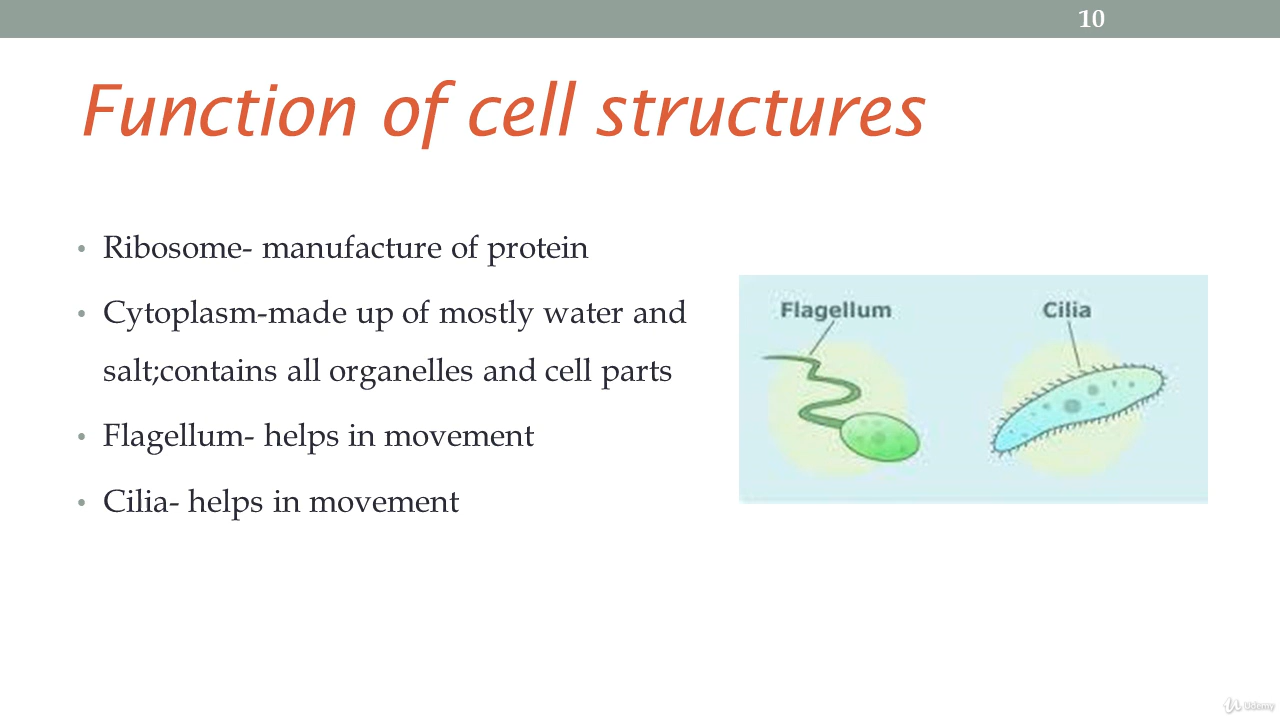 10
Function of cell structures
• Ribosome- manufacture of protein
• Cytoplasm-made up of mostly water and
salt;contains all organelles and cell parts
• Flagellum- helps in movement
• Cilia- helps in movement
Flagellum
Cilia
Udemy